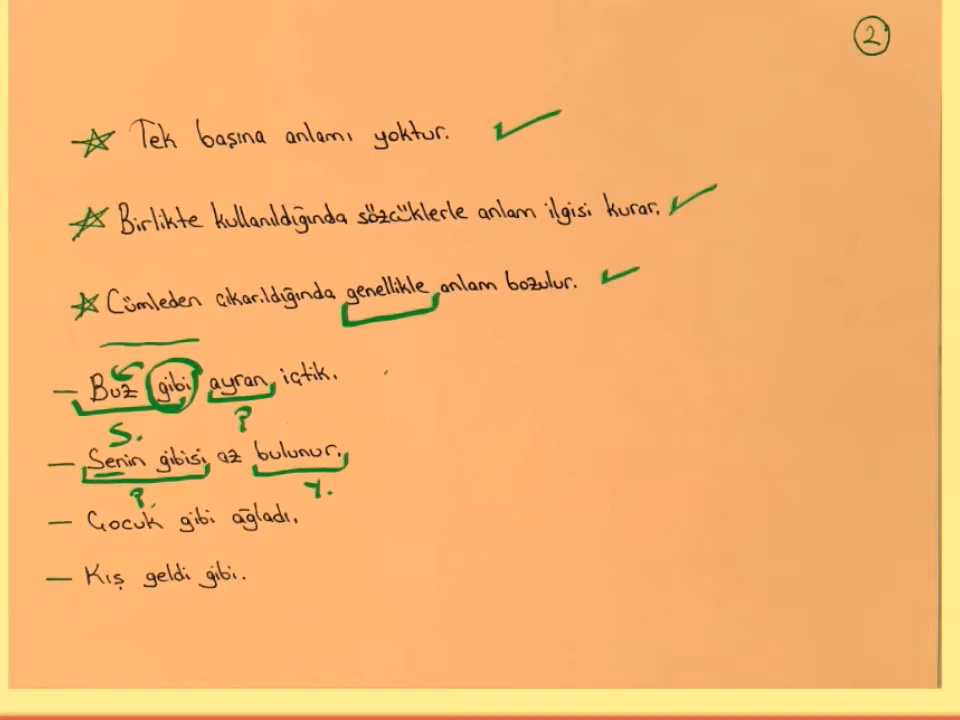 2
Tek başına anlamı yoktur.
Birlikte kullanıldığında sözcüklerle anlam ilgisi kurar.
Cümleden çıkarıldığında genellikle anlam bozulur.
– Buz gibi ayran içtik.
S. ?
– Senin gibisi az bulunur.
? Y.
– Çocuk gibi ağladı.
– Kış geldi gibi.